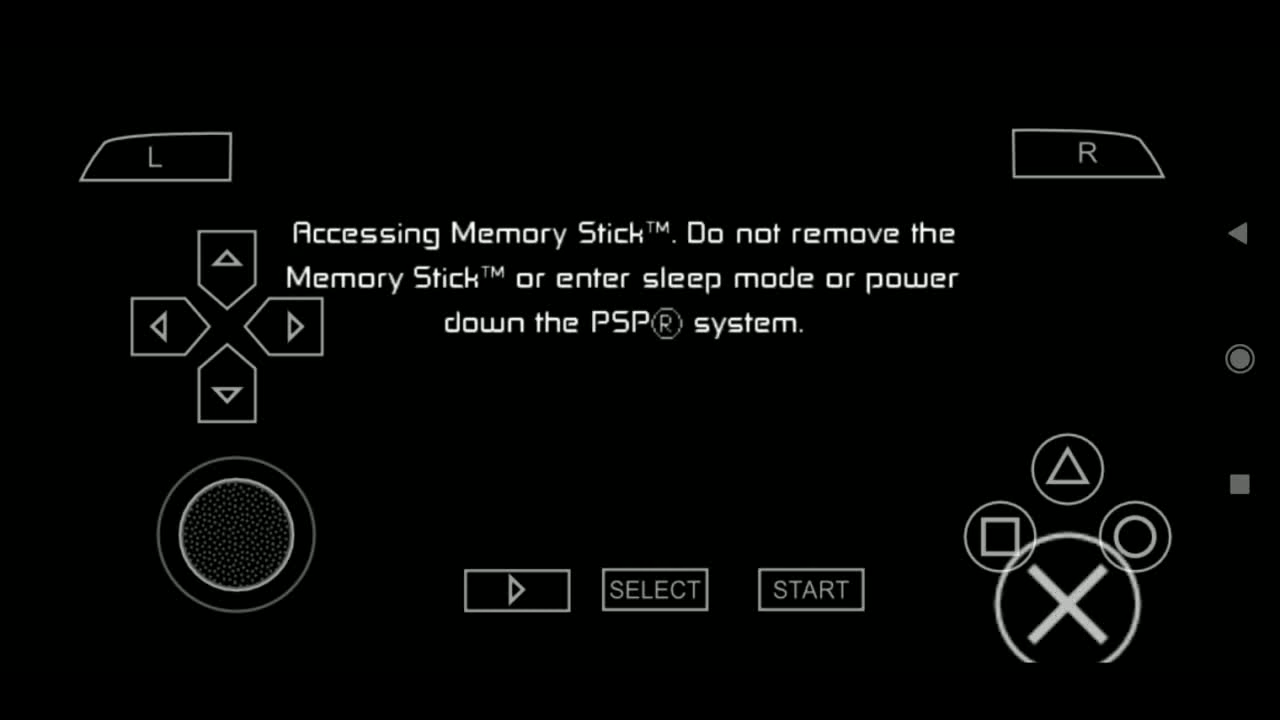 L
R
Accessing Memory Stick™. Do not remove the
Memory Stick™ or enter sleep mode or power
down the PSP® system.
SELECT
START